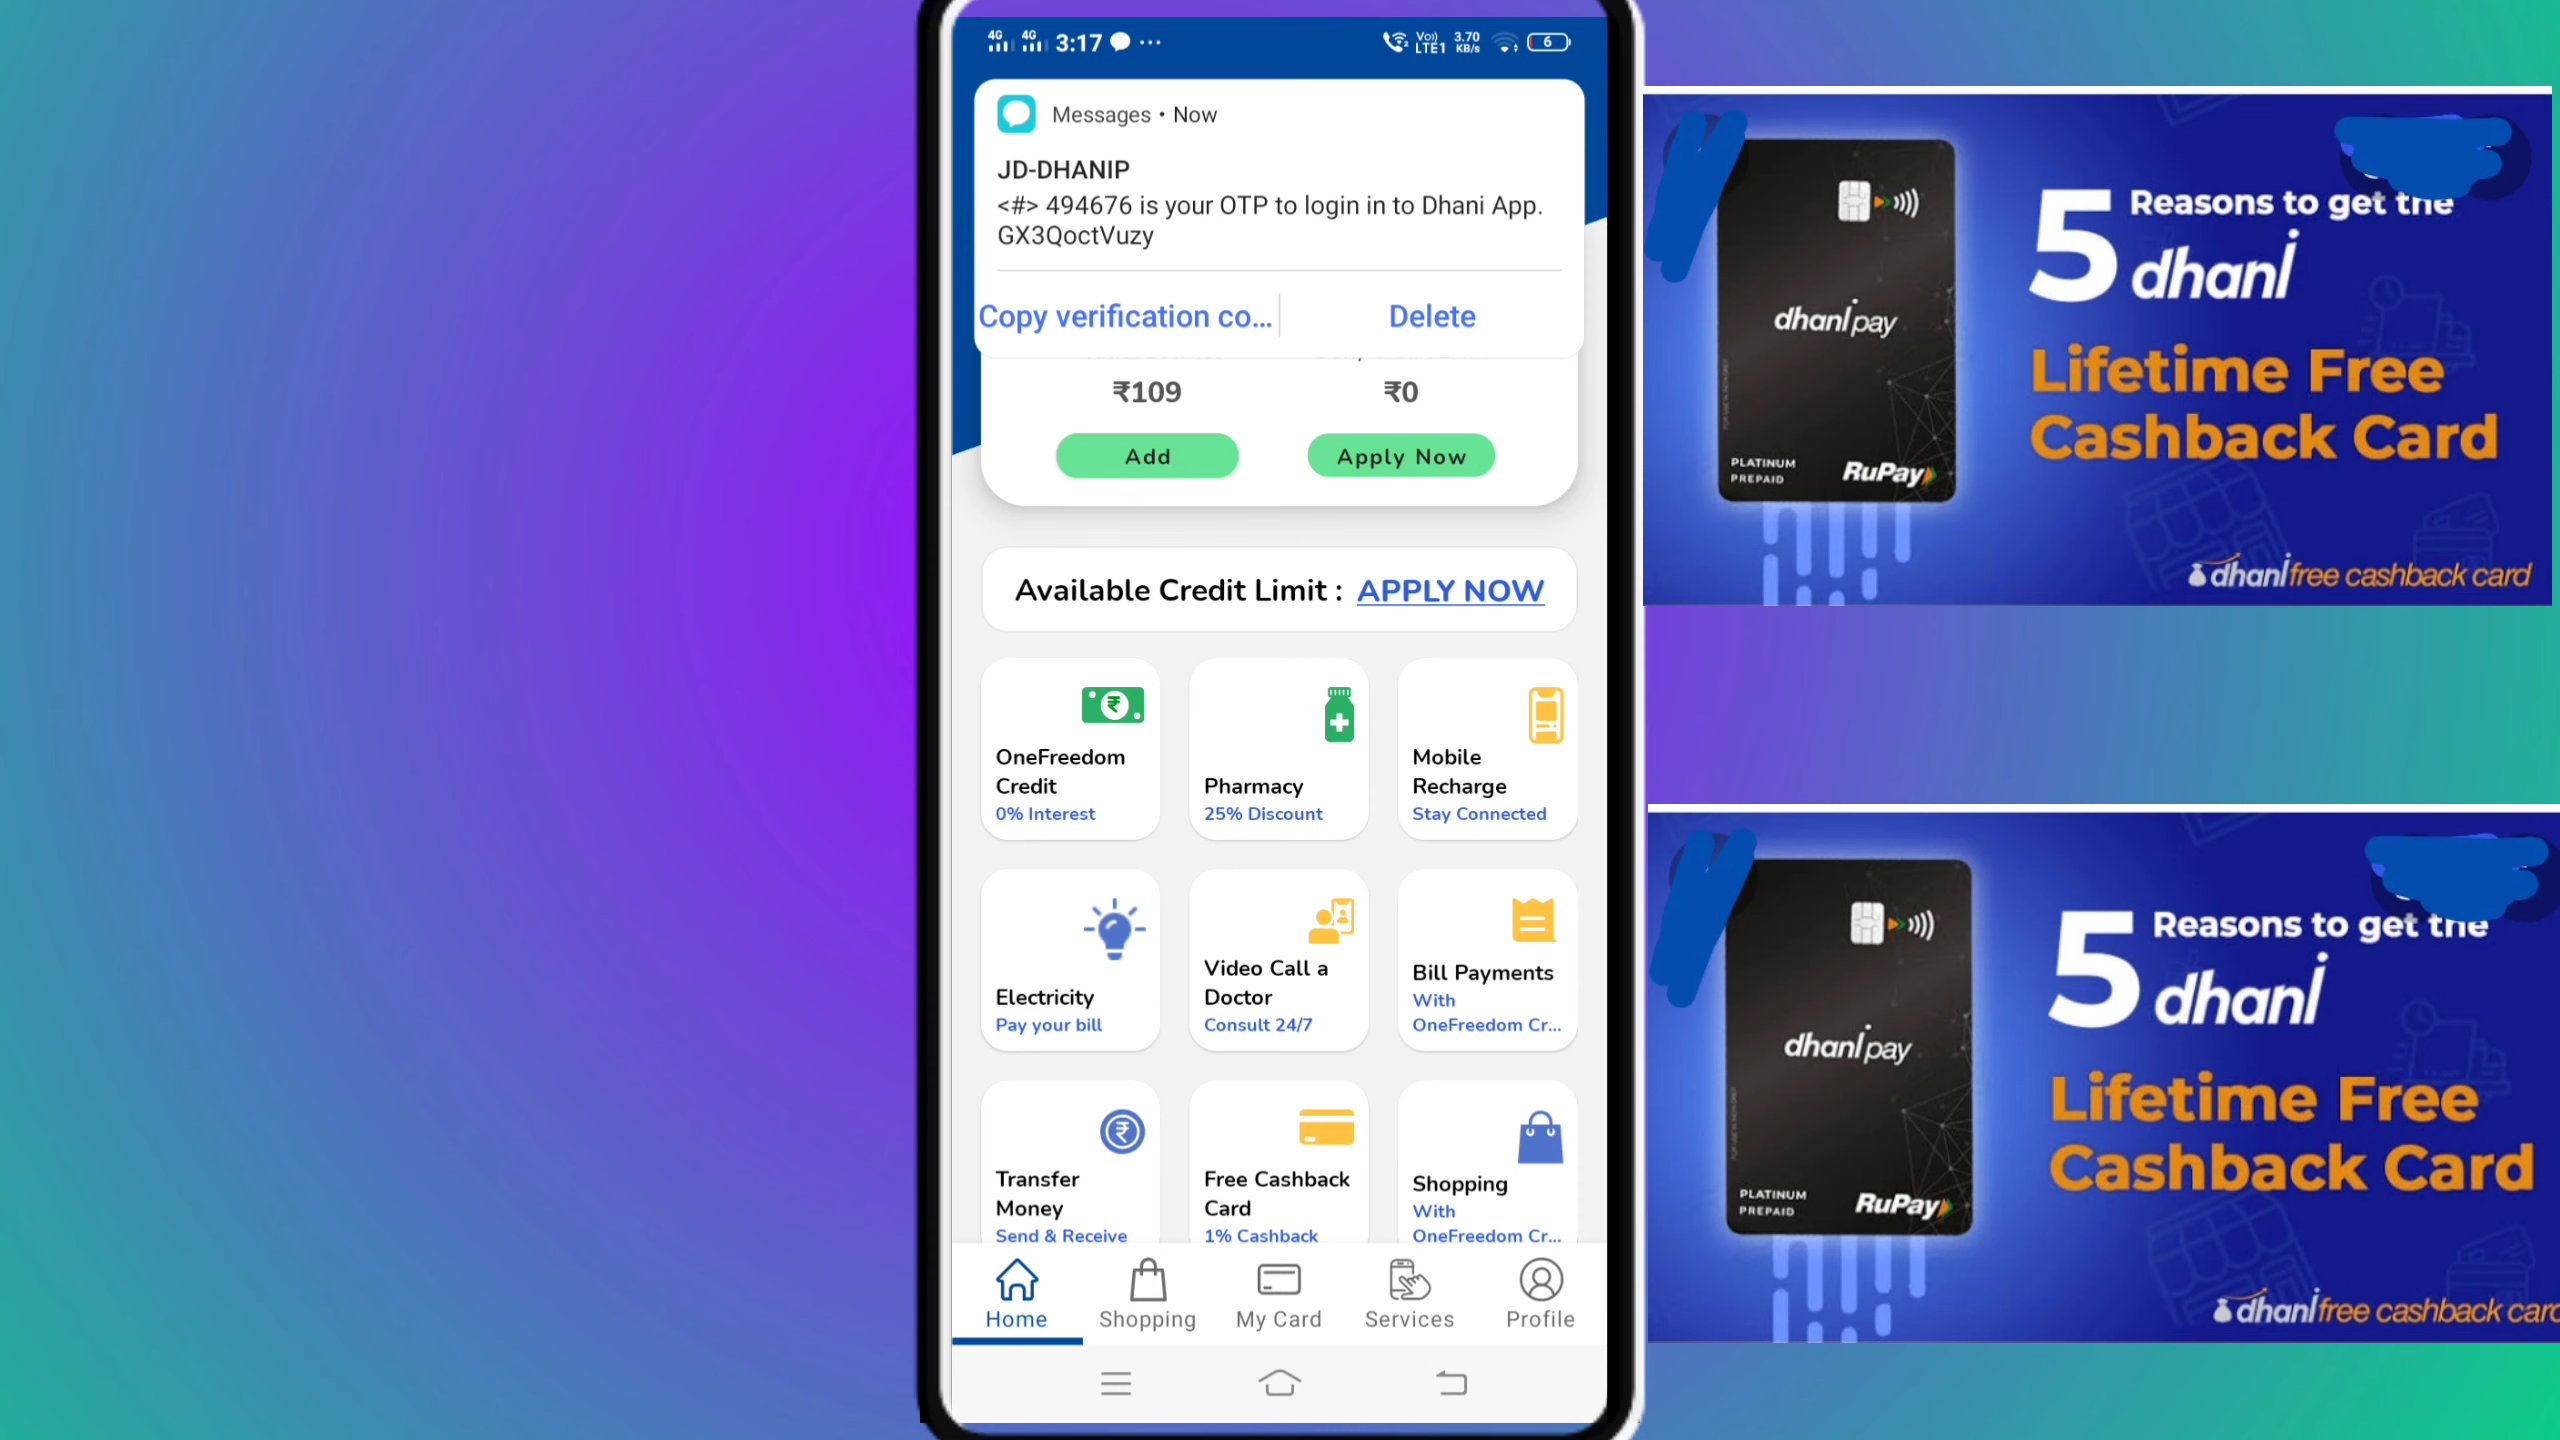 4G 4G 3:17 ...
Vo)) LTE1 3.70 KB/s 6
Messages • Now
JD-DHANIP
<#> 494676 is your OTP to login in to Dhani App.
GX3QoctVuzy
Copy verification co...
Delete
₹109
₹0
Add
Apply Now
Available Credit Limit : APPLY NOW
OneFreedom
Credit
0% Interest
Pharmacy
25% Discount
Mobile
Recharge
Stay Connected
Electricity
Pay your bill
Video Call a
Doctor
Consult 24/7
Bill Payments
With
OneFreedom Cr...
Transfer
Money
Send & Receive
Free Cashback
Card
1% Cashback
Shopping
With
OneFreedom Cr...
Home
Shopping
My Card
Services
Profile
dhani pay
PLATINUM
PREPAID
RuPay
5 Reasons to get the
dhani
Lifetime Free
Cashback Card
dhani free cashback card
dhani pay
PLATINUM
PREPAID
RuPay
5 Reasons to get the
dhani
Lifetime Free
Cashback Card
dhani free cashback card